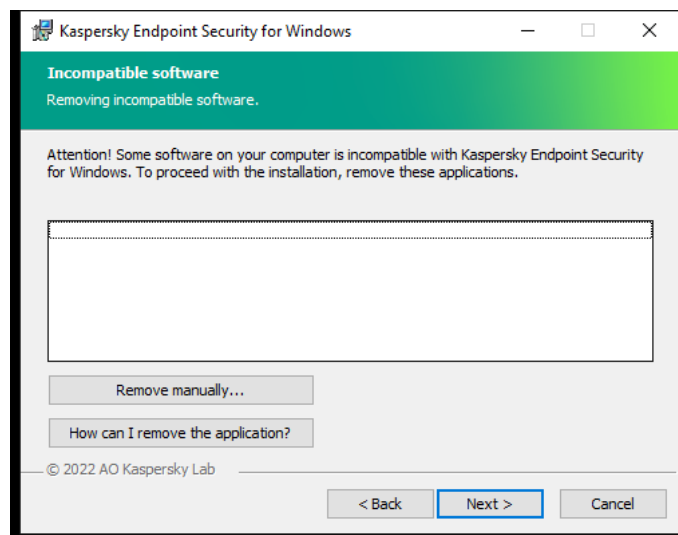 Kaspersky Endpoint Security for Windows
Incompatible software
Removing incompatible software.
Attention! Some software on your computer is incompatible with Kaspersky Endpoint Security
for Windows. To proceed with the installation, remove these applications.
Remove manually...
How can I remove the application?
© 2022 AO Kaspersky Lab
< Back
Next >
Cancel